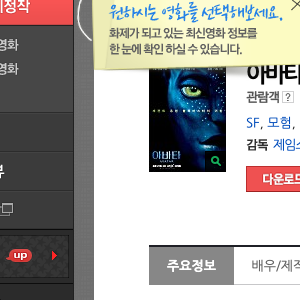 원하시는 영화를 선택해보세요.
화제가 되고 있는 최신영화 정보를
한 눈에 확인 하실 수 있습니다.
영화
영화
up
아바타
관람객 ?
SF, 모험,
감독 제임스
다운로드
아바타
주요정보
배우/제작